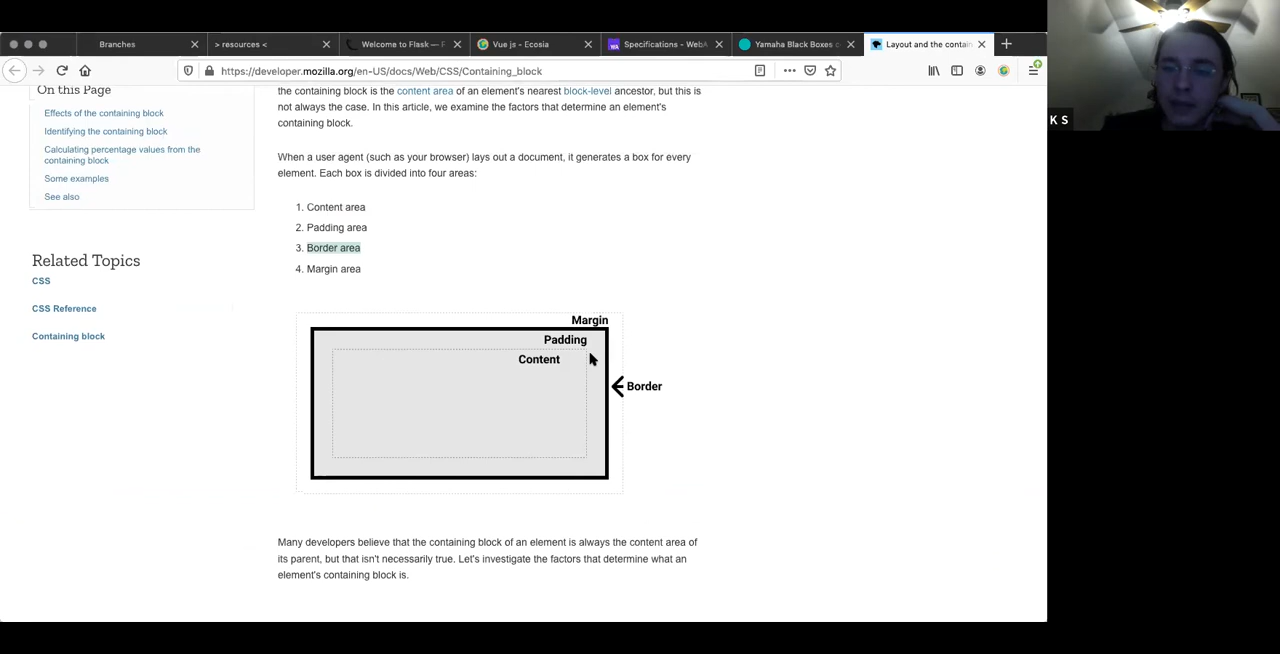 Branches
> resources <
Welcome to Flask — F
Vue js - Ecosia
Specifications - WebA
Yamaha Black Boxes c
Layout and the contain
https://developer.mozilla.org/en-US/docs/Web/CSS/Containing_block
On this Page
Effects of the containing block
Identifying the containing block
Calculating percentage values from the
containing block
Some examples
See also
Related Topics
CSS
CSS Reference
Containing block
the containing block is the content area of an element's nearest block-level ancestor, but this is
not always the case. In this article, we examine the factors that determine an element's
containing block.
When a user agent (such as your browser) lays out a document, it generates a box for every
element. Each box is divided into four areas:
1. Content area
2. Padding area
3. Border area
4. Margin area
Margin
Padding
Content
Border
Many developers believe that the containing block of an element is always the content area of
its parent, but that isn't necessarily true. Let's investigate the factors that determine what an
element's containing block is.
K S